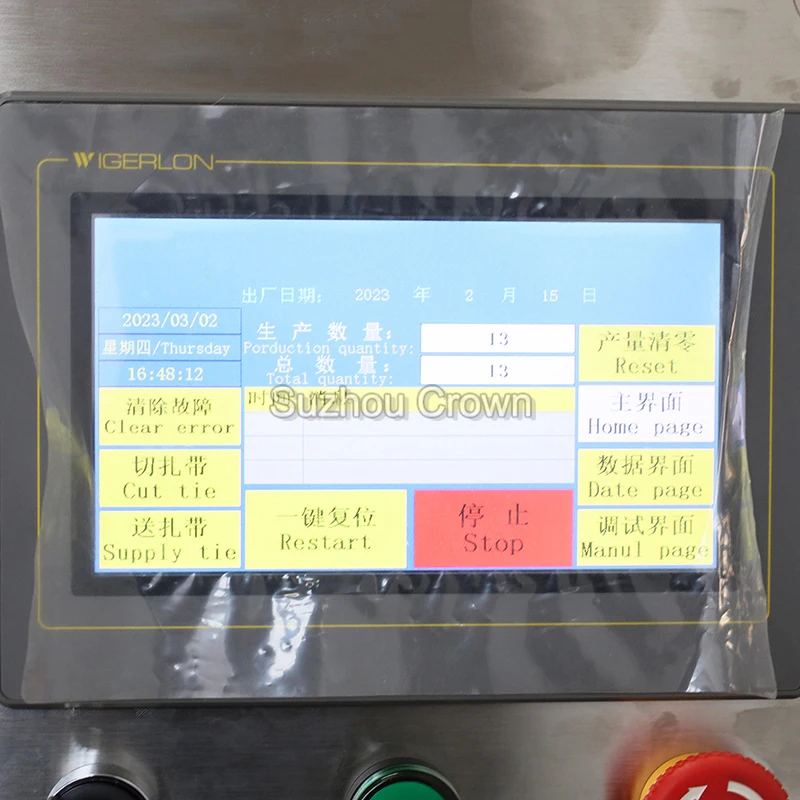 WIGERLON
出厂日期： 2023 年 2 月 15 日
2023/03/02
星期四/Thursday
16:48:12
生 产 数 量：
Porduction quantity:
13
总 数 量：
Total quantity:
13
产量清零
Reset
时间 消息
Suzhou Crown
清除故障
Clear error
主界面
Home page
切扎带
Cut tie
数据界面
Date page
送扎带
Supply tie
一键复位
Restart
停 止
Stop
调试界面
Manul page